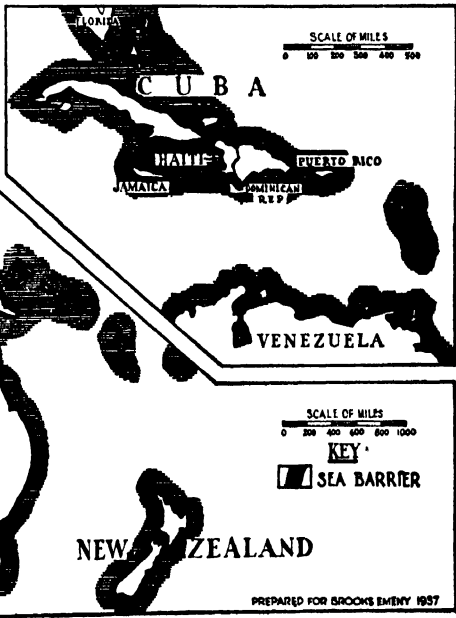 FLORIDA
SCALE OF MILES
0 100 200 300 400 500
CUBA
HAITI
PUERTO RICO
JAMAICA
DOMINICAN
REP.
VENEZUELA
SCALE OF MILES
0 200 400 600 800 1000
KEY
SEA BARRIER
NEW ZEALAND
PREPARED FOR BROOKS EMENY 1937